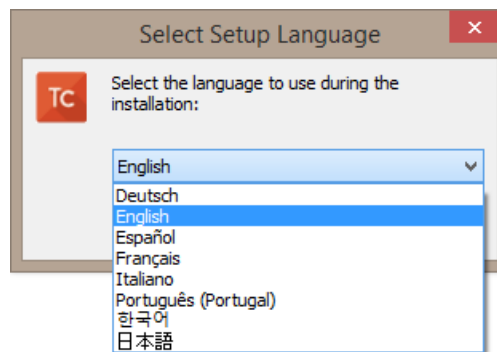 Select Setup Language
TC
Select the language to use during the
installation:
English
Deutsch
English
Español
Français
Italiano
Português (Portugal)
한국어
日本語